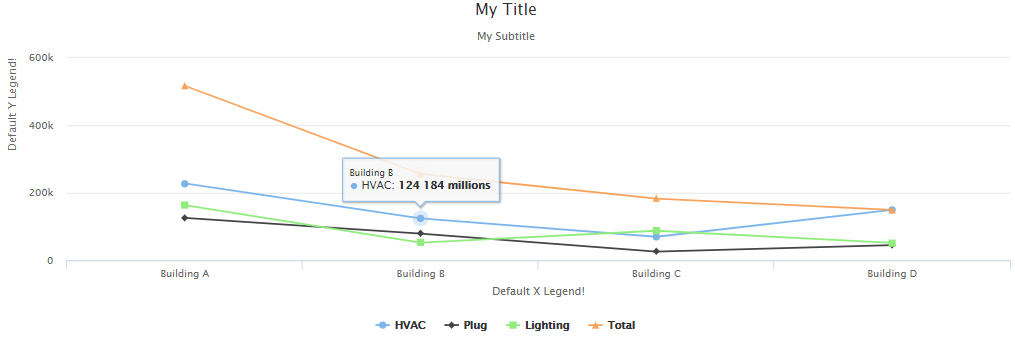 My Title
My Subtitle
Default Y Legend!
600k
400k
200k
0
Building B
HVAC: 124 184 millions
Building A
Building B
Building C
Building D
Default X Legend!
HVAC
Plug
Lighting
Total